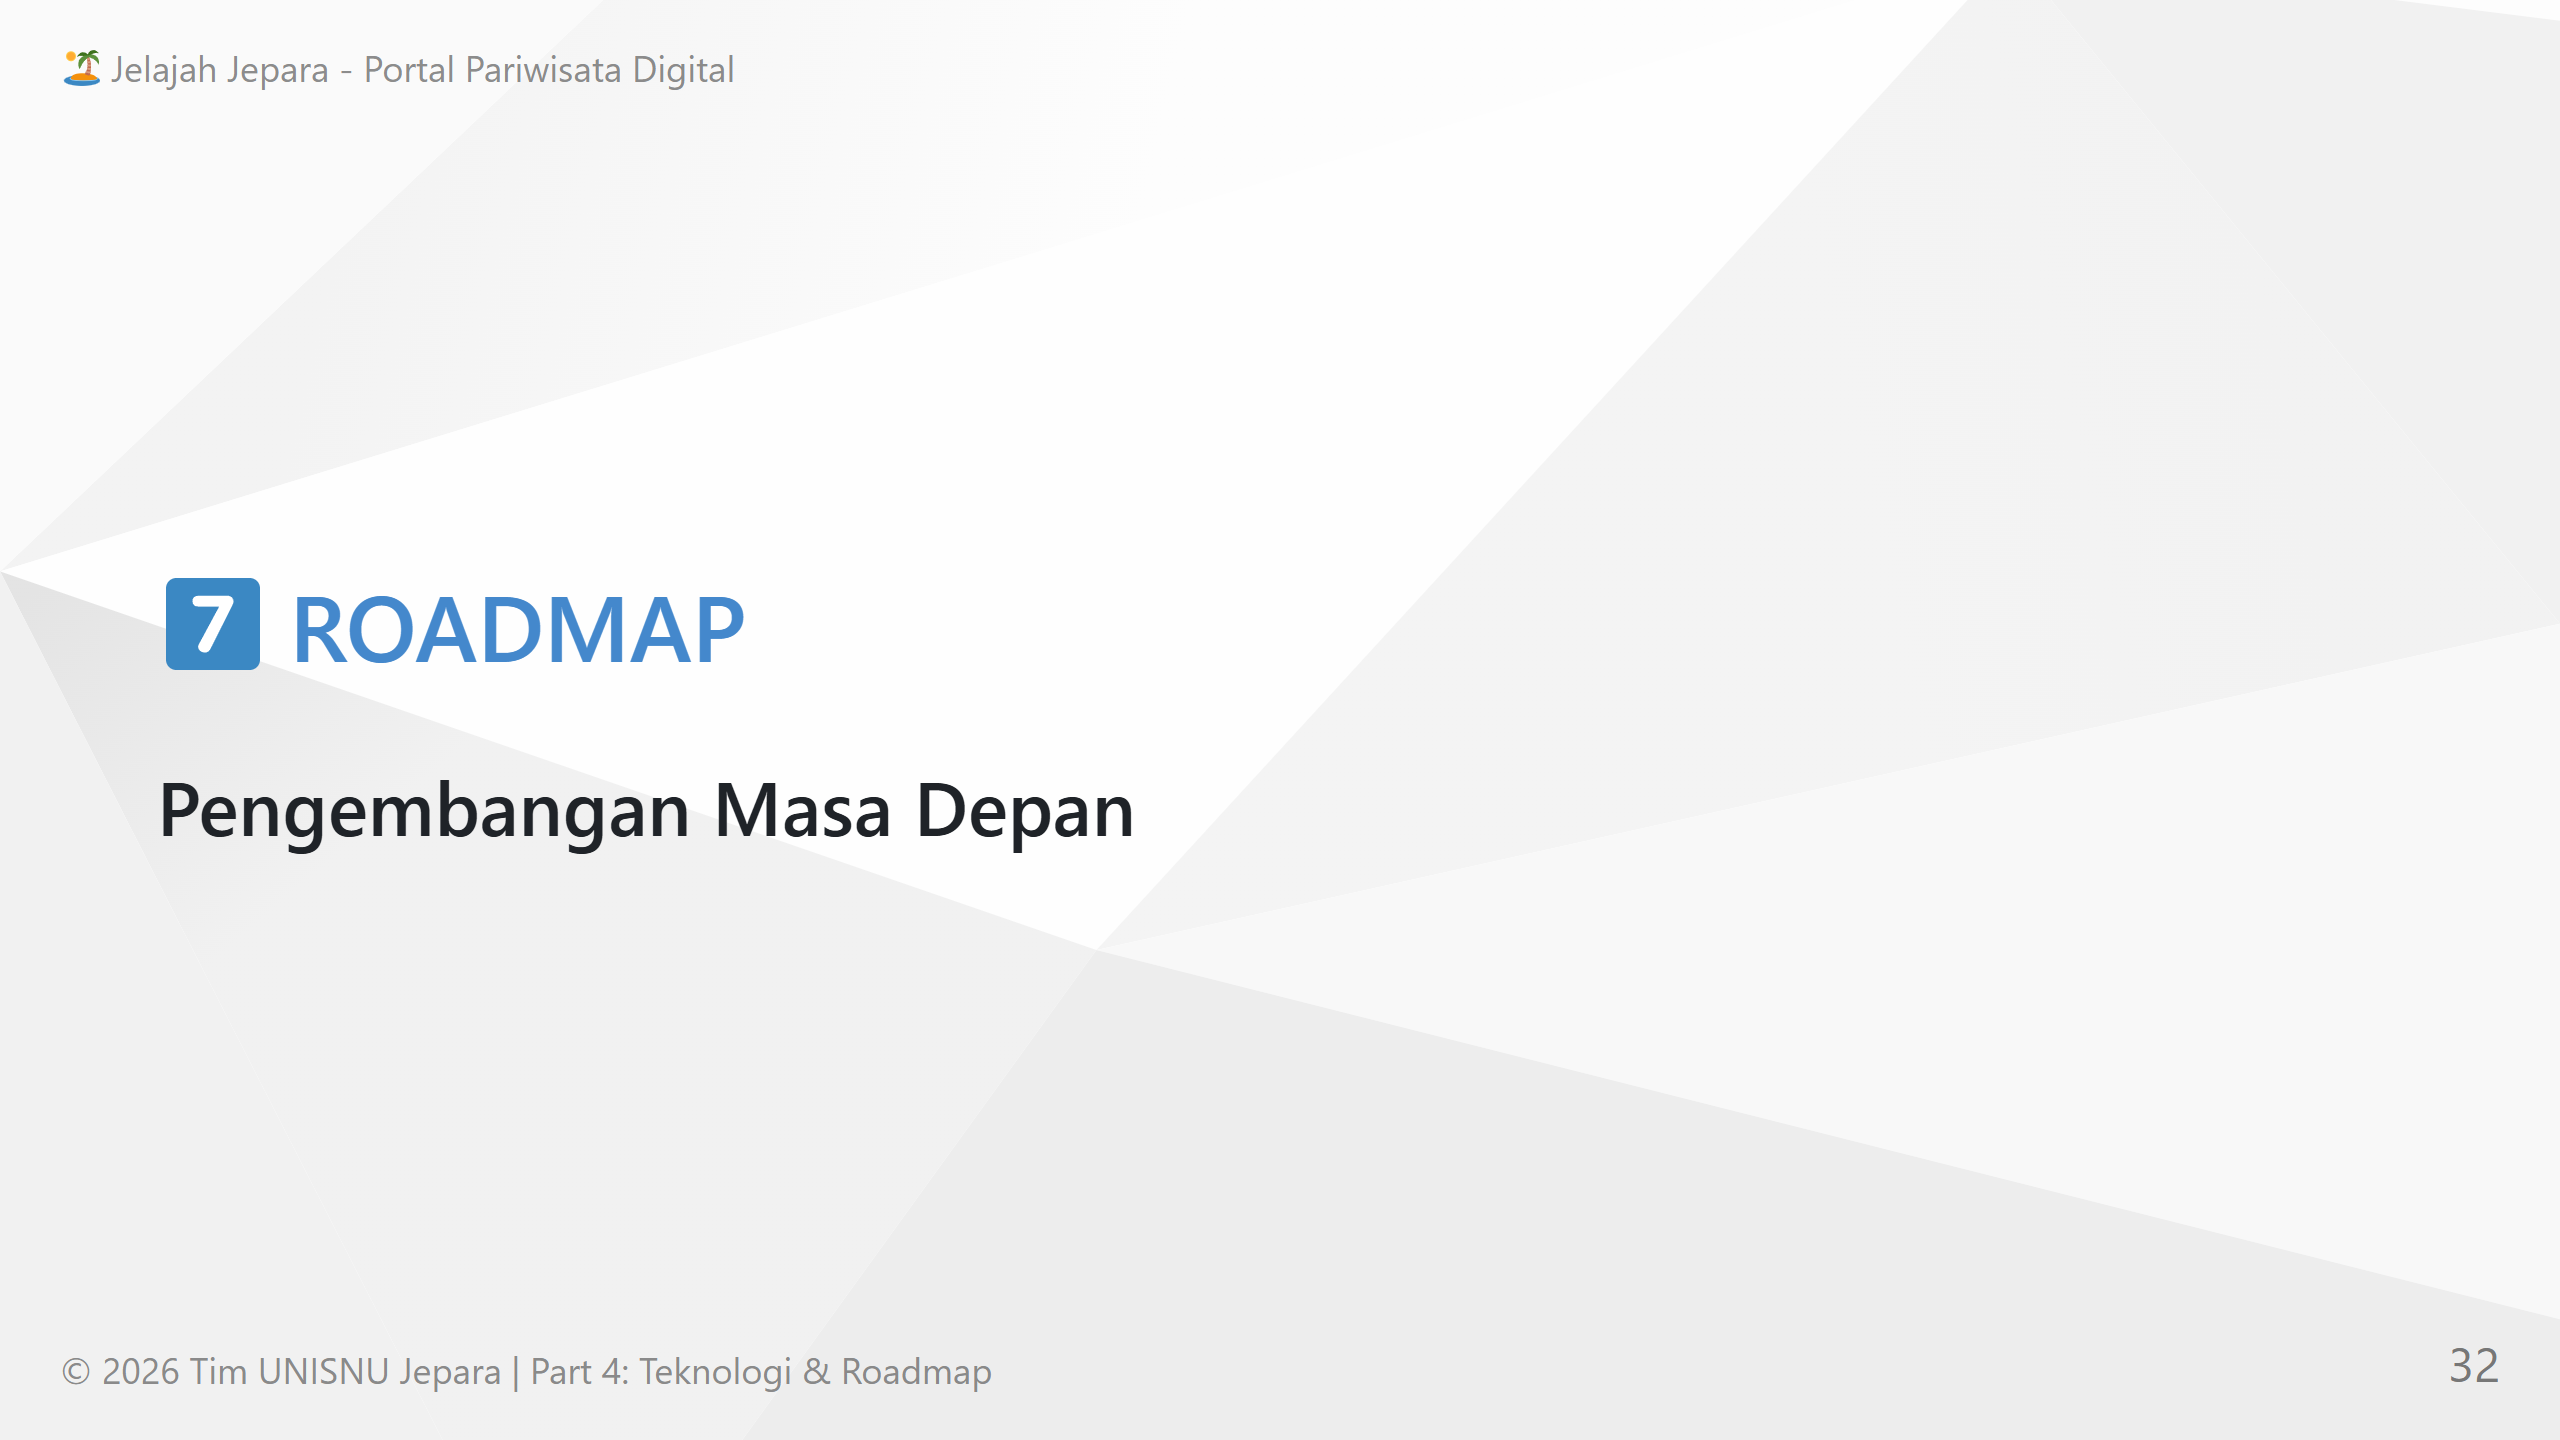 Jelajah Jepara - Portal Pariwisata Digital
7 ROADMAP
Pengembangan Masa Depan
© 2026 Tim UNISNU Jepara | Part 4: Teknologi & Roadmap
32